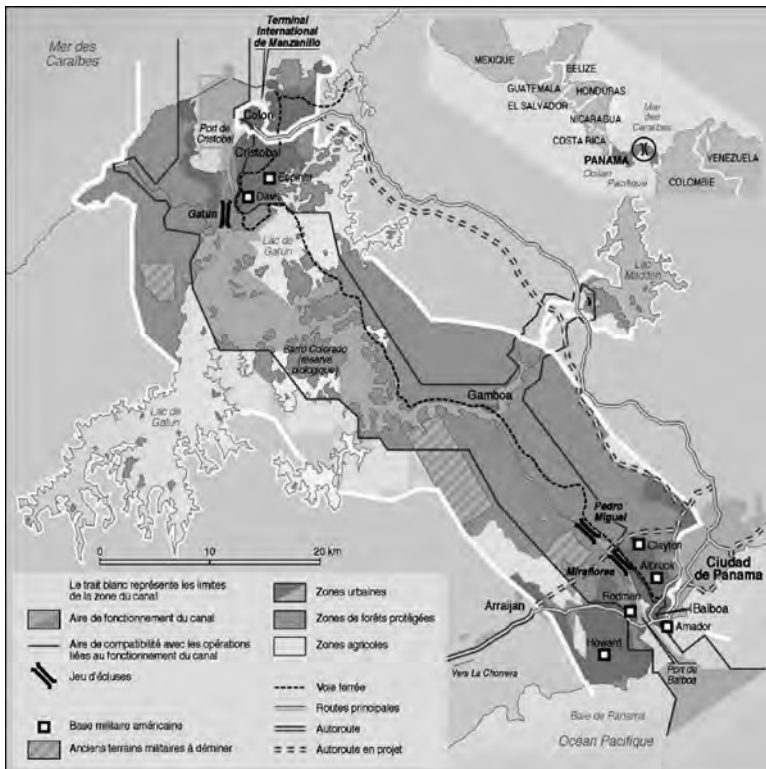 Mer des
Caraïbes
Terminal
International
de Manzanillo
Colon
Port de
Cristobal
Cristobal
Espinar
Davis
Gatun
Lac de
Gatun
Barro Colorado
(réserve
biologique)
Lac de
Gatun
Gamboa
Lac
Madden
MEXIQUE
BELIZE
GUATEMALA
HONDURAS
EL SALVADOR
NICARAGUA
COSTA RICA
PANAMA
Mer
des
Caraïbes
Océan
Pacifique
VENEZUELA
COLOMBIE
Pedro
Miguel
Clayton
Miraflores
Albrook
Ciudad
de Panama
Rodman
Balboa
Arraijan
Amador
Howard
Vers La Chorrera
Port de
Balboa
Baie de Panama
Océan Pacifique
0 10 20 km
Le trait blanc représente les limites
de la zone du canal
Aire de fonctionnement du canal
Aire de compatibilité avec les opérations
liées au fonctionnement du canal
Jeu d'écluses
Base militaire américaine
Anciens terrains militaires à déminer
Zones urbaines
Zones de forêts protégées
Zones agricoles
Voie ferrée
Routes principales
Autoroute
Autoroute en projet